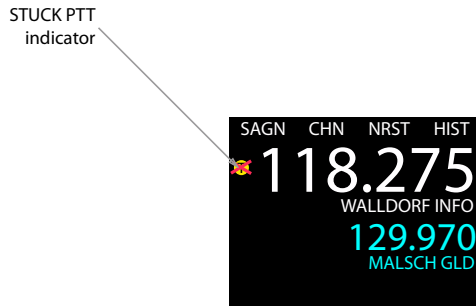 STUCK PTT
indicator
SAGN CHN NRST HIST
118.275
WALLDORF INFO
129.970
MALSCH GLD